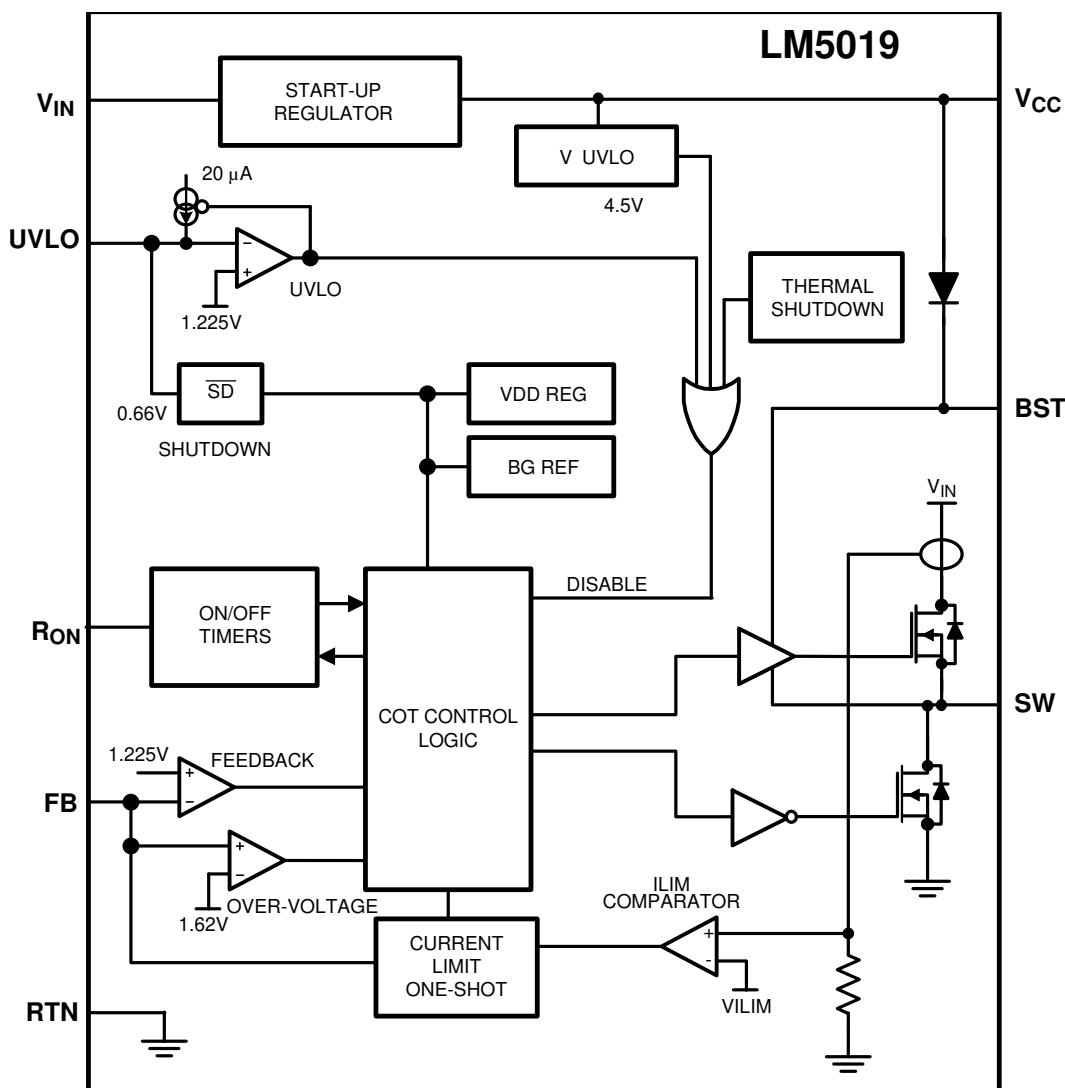 LM5019
VIN
START-UP
REGULATOR
VCC
V UVLO
4.5V
20 μA
UVLO
−
+
UVLO
1.225V
THERMAL
SHUTDOWN
0.66V
SD
SHUTDOWN
VDD REG
BG REF
BST
VIN
RON
ON/OFF
TIMERS
DISABLE
COT CONTROL
LOGIC
SW
1.225V
FEEDBACK
+
−
FB
+
−
1.62V
OVER-VOLTAGE
ILIM
COMPARATOR
+
-
VILIM
CURRENT
LIMIT
ONE-SHOT
RTN